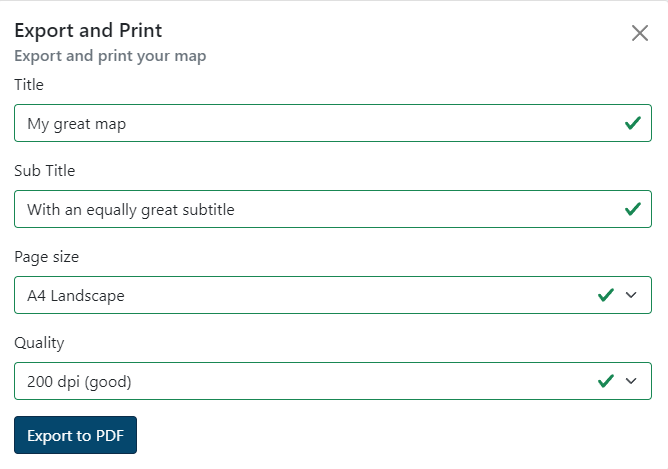 Export and Print
Export and print your map
Title
My great map
Sub Title
With an equally great subtitle
Page size
A4 Landscape
Quality
200 dpi (good)
Export to PDF